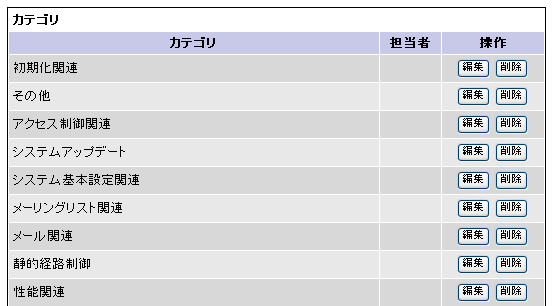 カテゴリ
カテゴリ 担当者 操作
初期化関連 編集 削除
その他 編集 削除
アクセス制御関連 編集 削除
システムアップデート 編集 削除
システム基本設定関連 編集 削除
メーリングリスト関連 編集 削除
メール関連 編集 削除
静的経路制御 編集 削除
性能関連 編集 削除